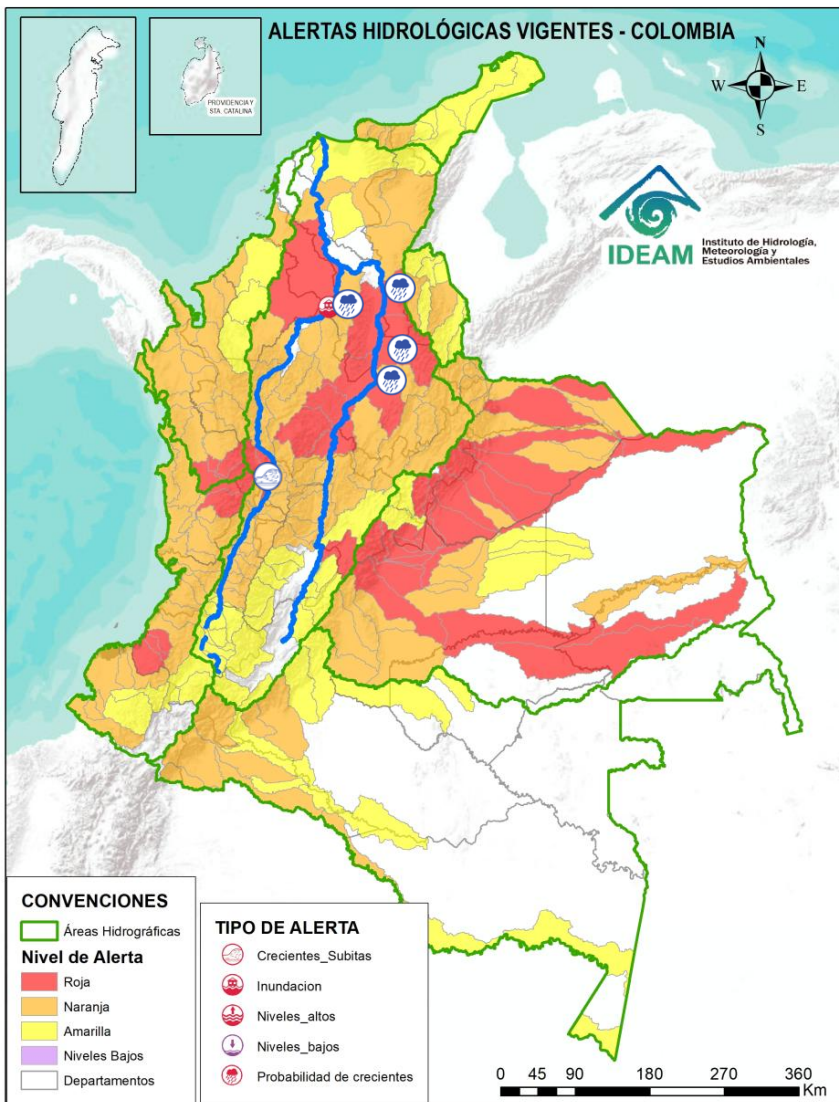 ALERTAS HIDROLÓGICAS VIGENTES - COLOMBIA
PROVIDENCIA Y
STA. CATALINA
N
W
E
S
IDEAM
Instituto de Hidrología,
Meteorología y
Estudios Ambientales
CONVENCIONES
Áreas Hidrográficas
Nivel de Alerta
Roja
Naranja
Amarilla
Niveles Bajos
Departamentos
TIPO DE ALERTA
Crecientes_Subitas
Inundacion
Niveles_altos
Niveles_bajos
Probabilidad de crecientes
0 45 90 180 270 360
Km